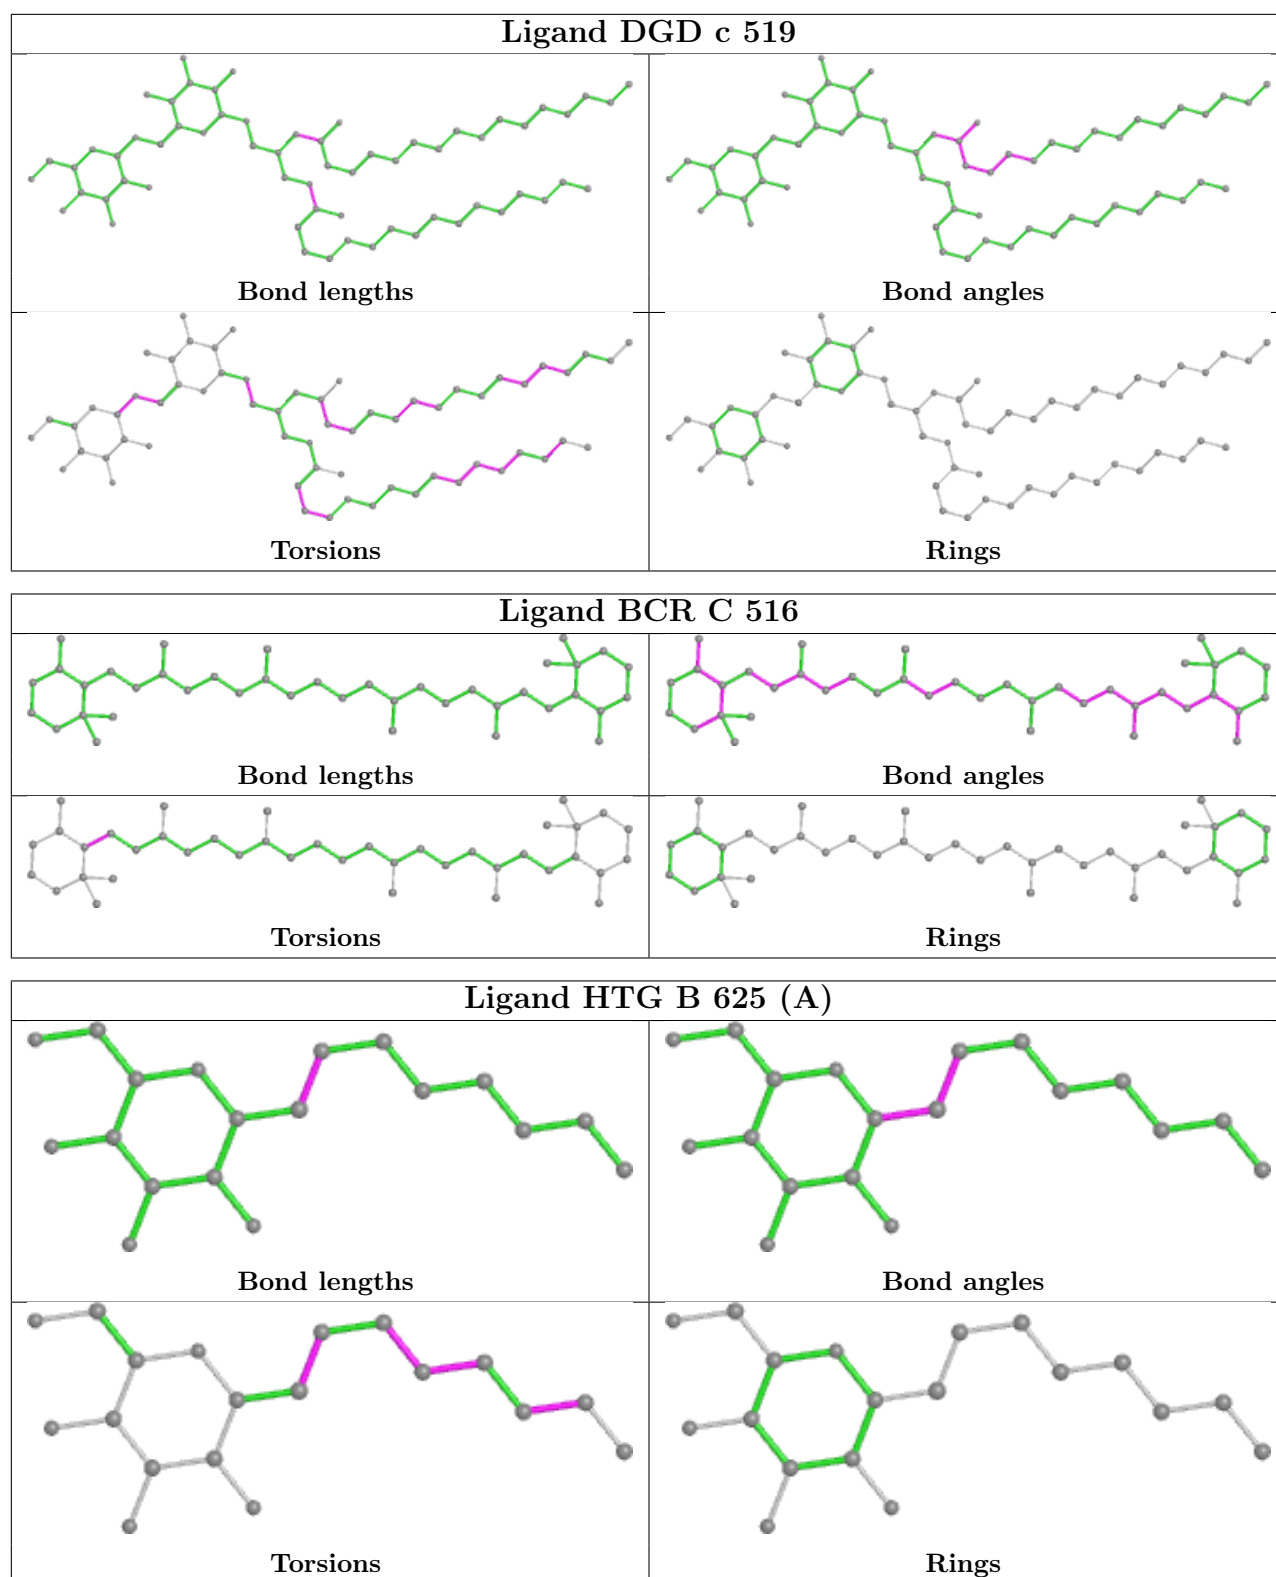 Ligand DGD c 519
Bond lengths
Bond angles
Torsions
Rings
Ligand BCR C 516
Bond lengths
Bond angles
Torsions
Rings
Ligand HTG B 625 (A)
Bond lengths
Bond angles
Torsions
Rings